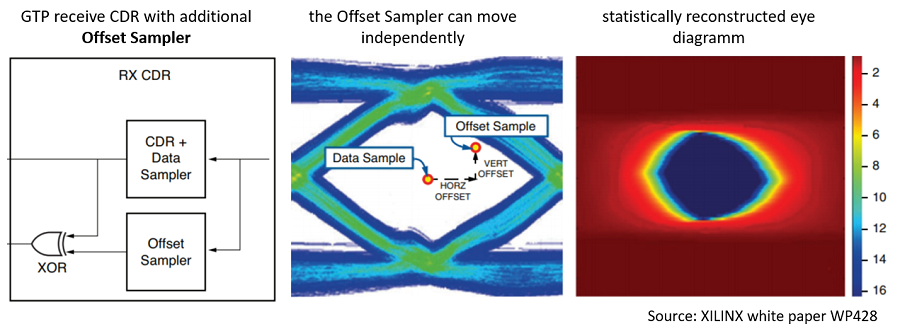 GTP receive CDR with additional
Offset Sampler
RX CDR
CDR +
Data
Sampler
Offset
Sampler
XOR
the Offset Sampler can move
independently
Offset Sample
Data Sample
VERT
OFFSET
HORZ
OFFSET
statistically reconstructed eye
diagramm
2
4
6
8
10
12
14
16
Source: XILINX white paper WP428